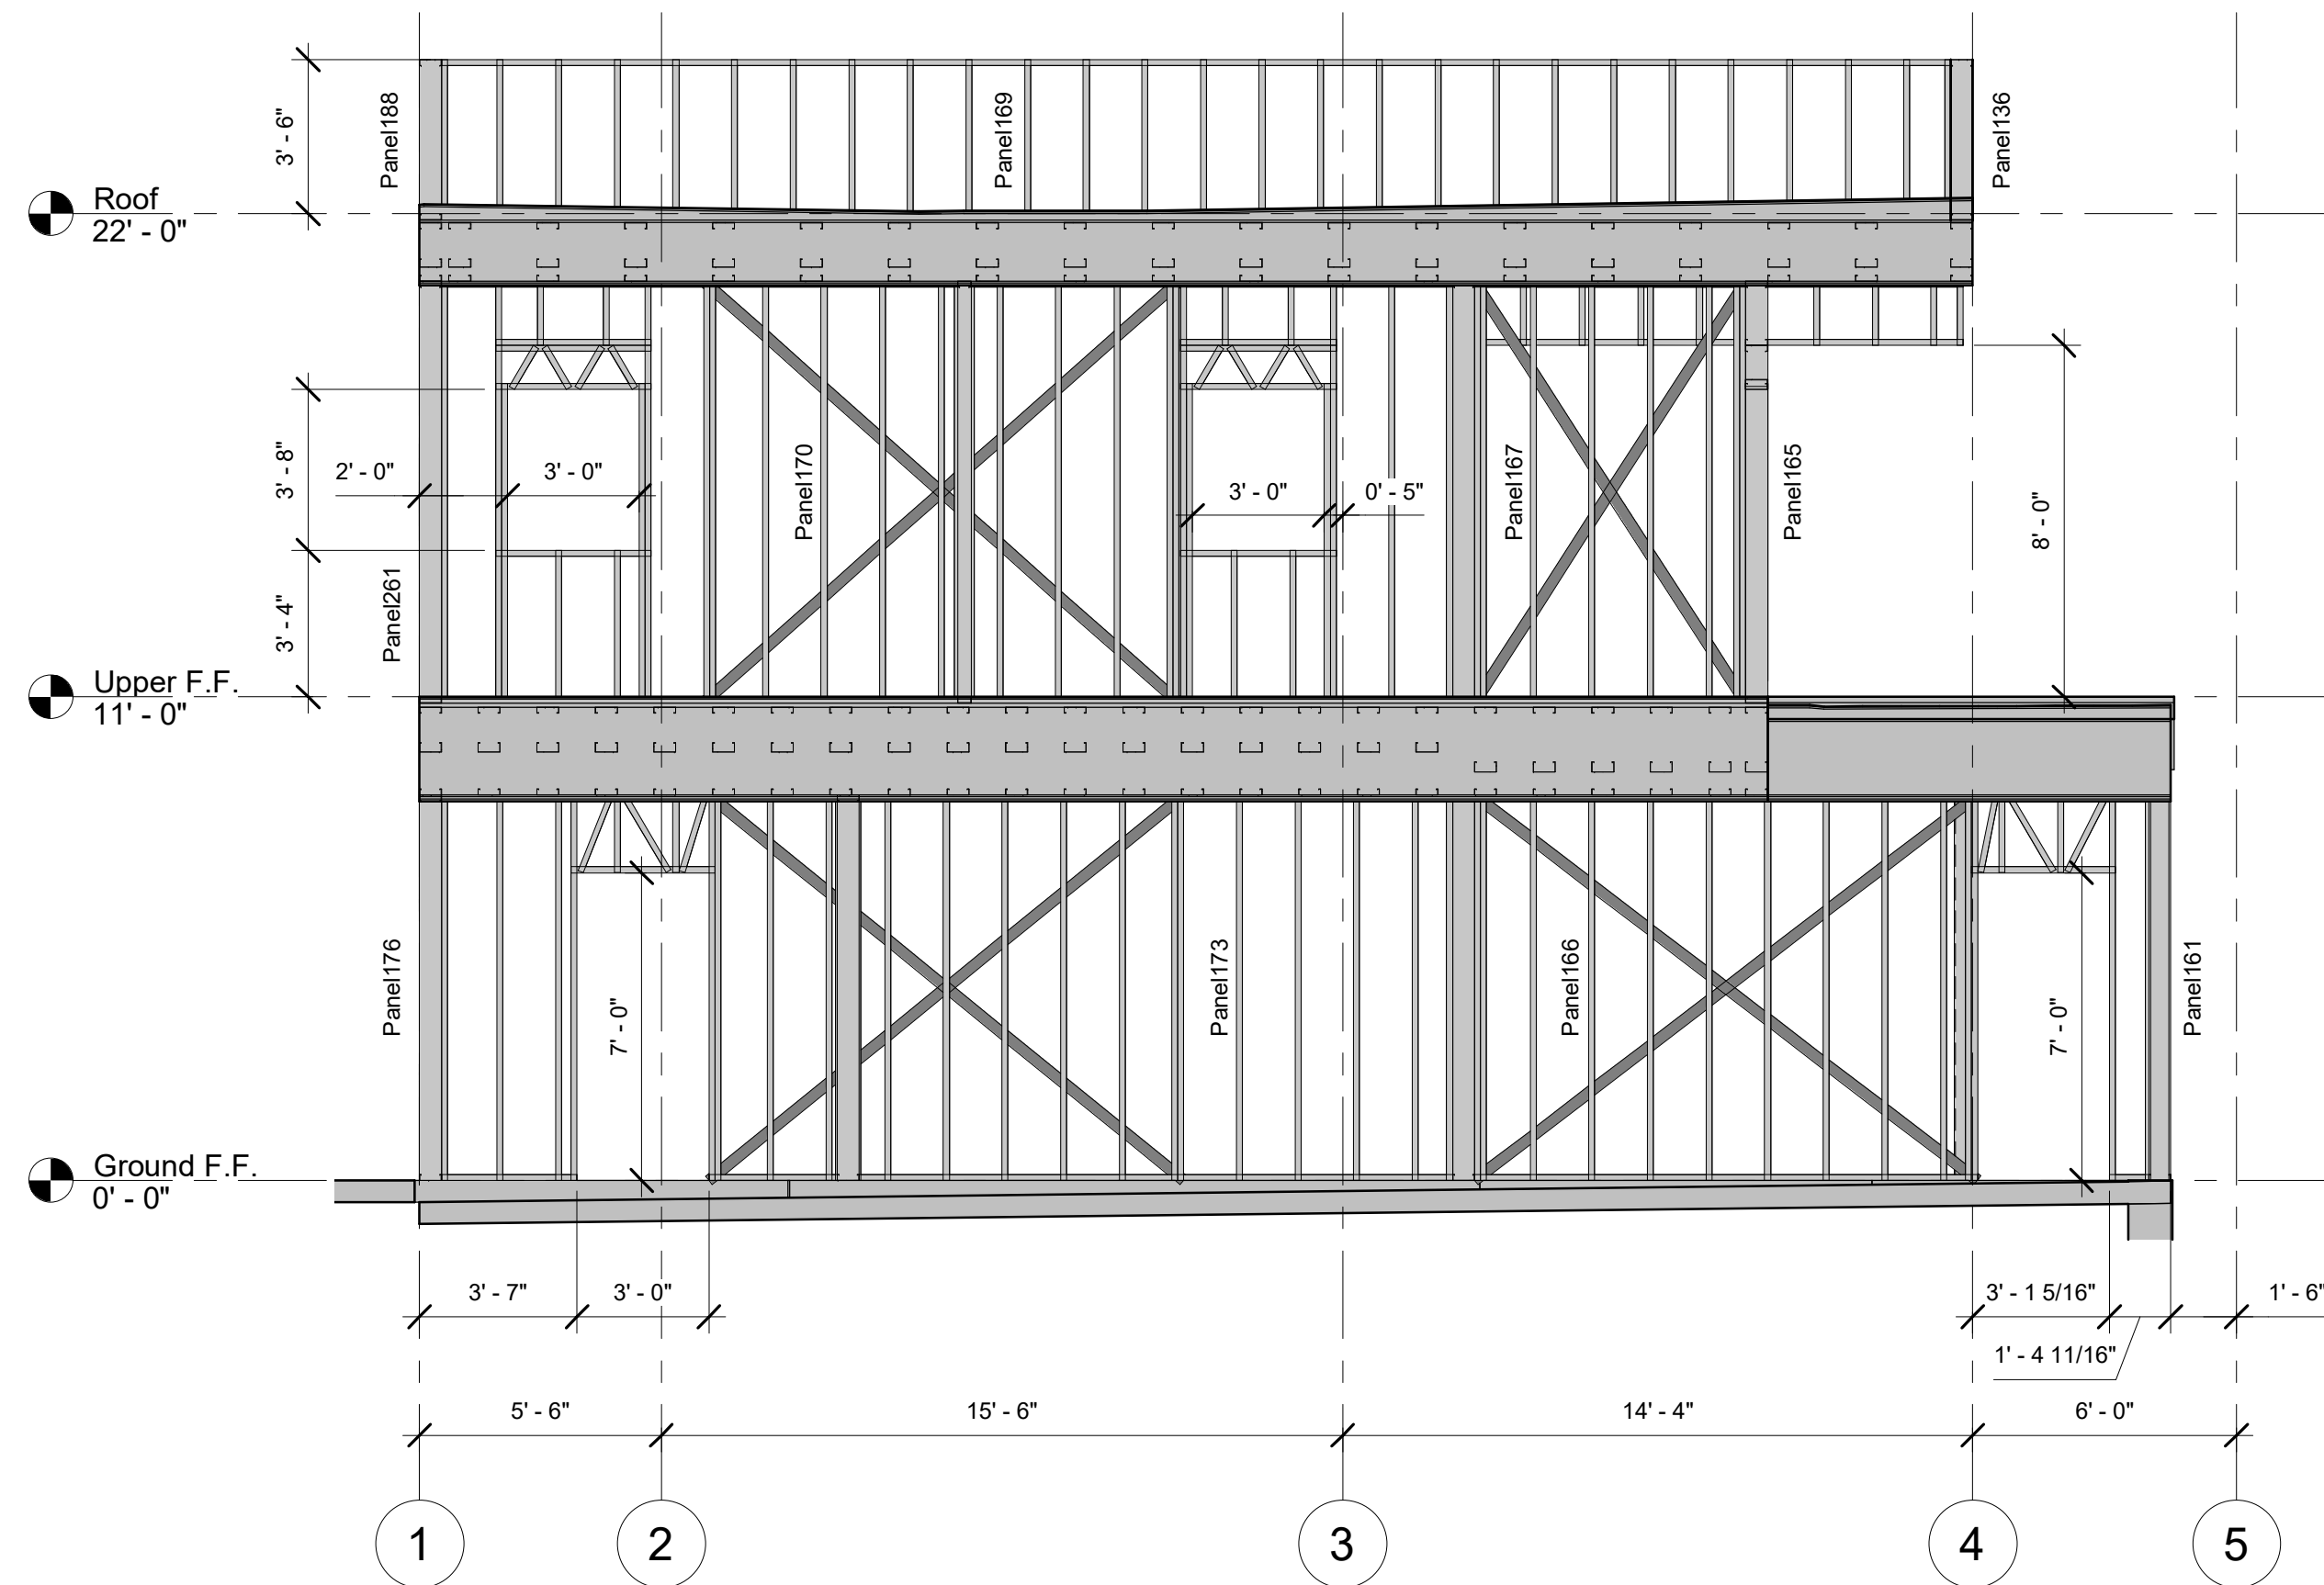 3' - 6"
Panel188
Panel169
Panel136
Roof
22' - 0"
3' - 8"
2' - 0"
3' - 0"
Panel170
3' - 0"
0' - 5"
Panel167
Panel165
8' - 0"
3' - 4"
Panel261
Upper F.F.
11' - 0"
Panel176
7' - 0"
Panel173
Panel166
7' - 0"
Panel161
Ground F.F.
0' - 0"
3' - 7"
3' - 0"
3' - 1 5/16"
1' - 6"
1' - 4 11/16"
5' - 6"
15' - 6"
14' - 4"
6' - 0"
1
2
3
4
5